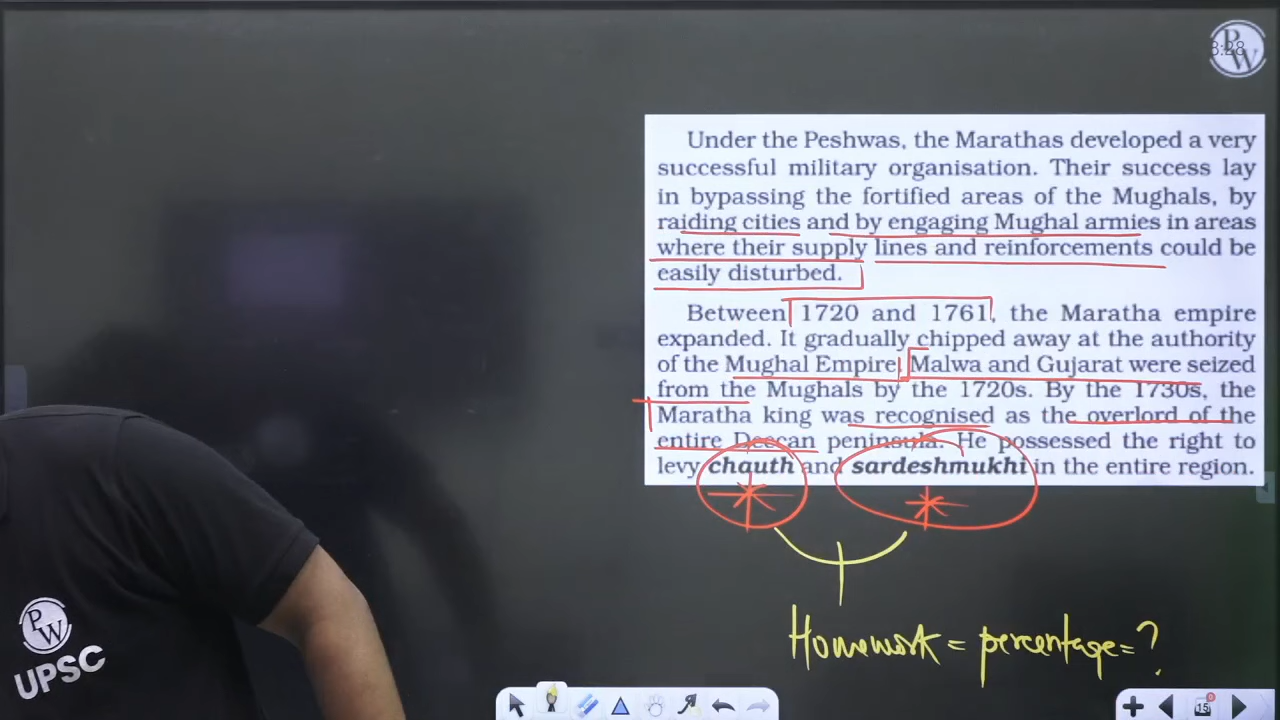 PW
8:28
Under the Peshwas, the Marathas developed a very
successful military organisation. Their success lay
in bypassing the fortified areas of the Mughals, by
raiding cities and by engaging Mughal armies in areas
where their supply lines and reinforcements could be
easily disturbed.
Between 1720 and 1761, the Maratha empire
expanded. It gradually chipped away at the authority
of the Mughal Empire. Malwa and Gujarat were seized
from the Mughals by the 1720s. By the 1730s, the
Maratha king was recognised as the overlord of the
entire Deccan peninsula. He possessed the right to
levy chauth and sardeshmukhi in the entire region.
Homework = percentage = ?
PW
UPSC
15